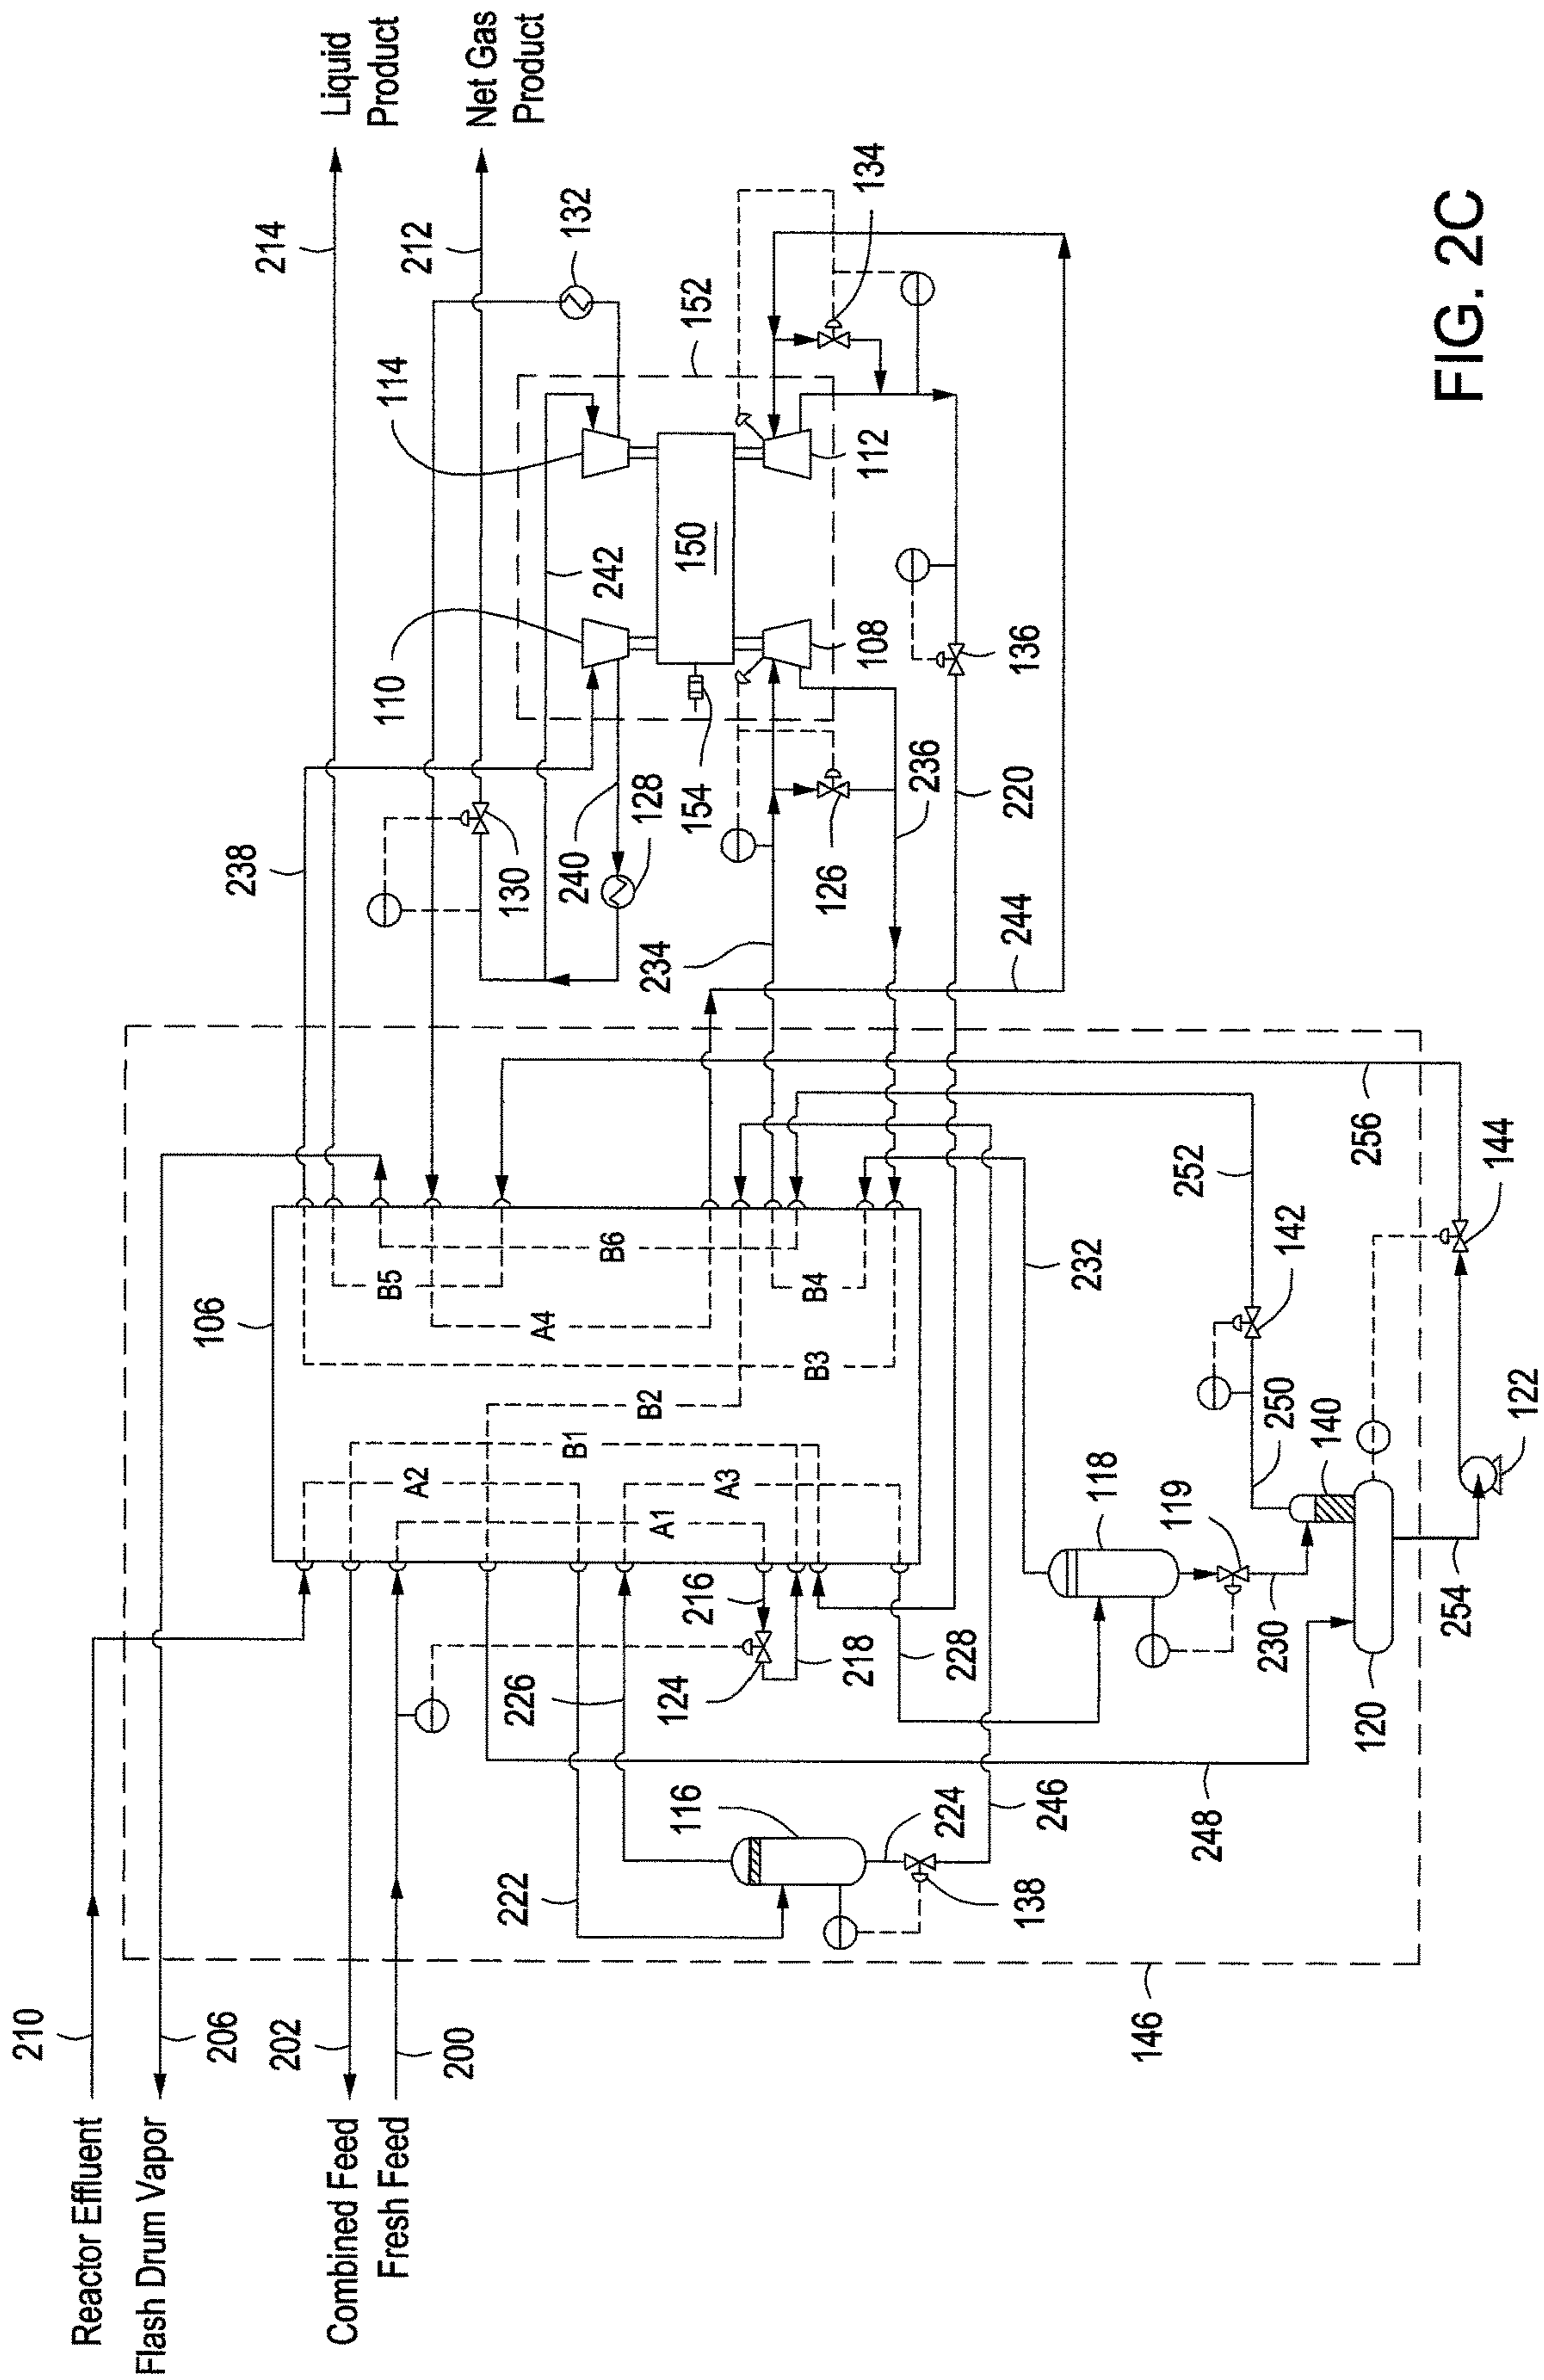 210
Reactor Effluent
Flash Drum Vapor
206
202
Combined Feed
Fresh Feed
200
106
238
214
Liquid
Product
110
114
212
Net Gas
Product
B5
A2
130
222
226
A4
132
B1
240
242
B6
128
B2
234
A1
124
116
150
216
154
152
A3
B4
B3
126
218
108
112
134
236
224
228
220
244
136
138
246
232
118
146
119
252
248
230
250
142
140
120
256
254
144
122
FIG. 2C